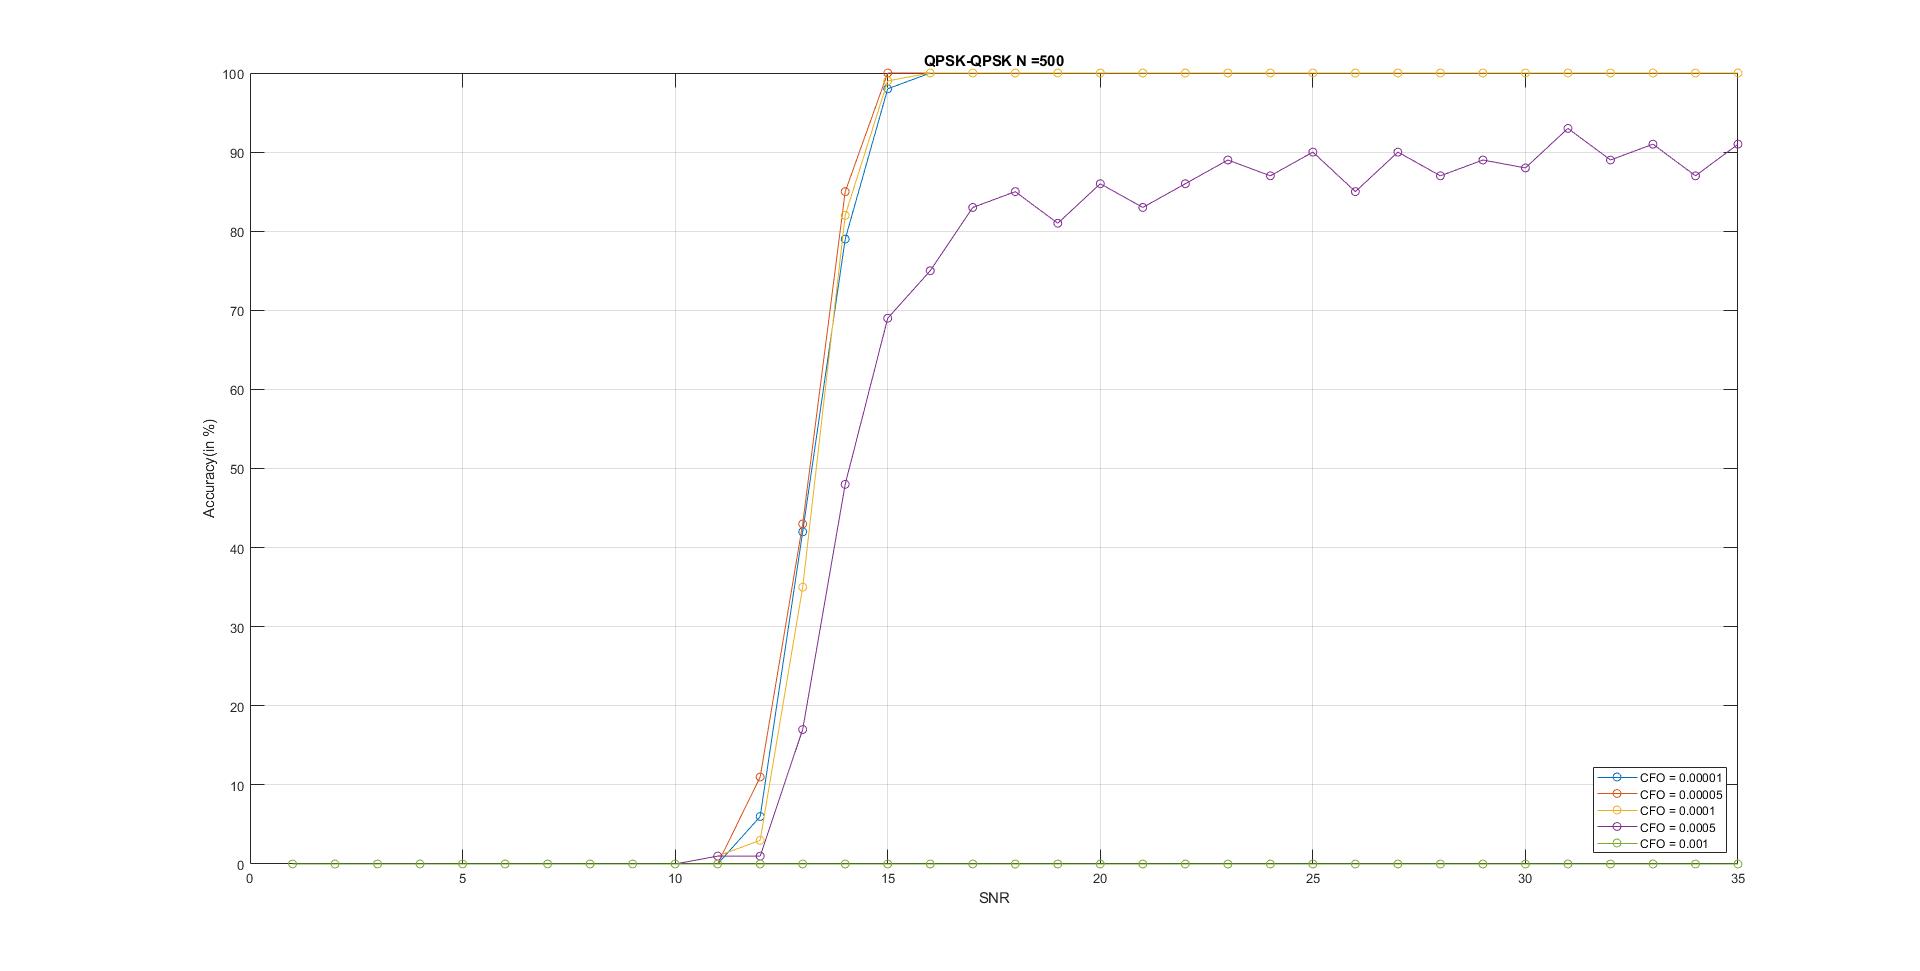 QPSK-QPSK N =500
100
90
80
70
60
50
40
30
20
10
0
Accuracy(in %)
0 5 10 15 20 25 30 35
SNR
CFO = 0.00001
CFO = 0.00005
CFO = 0.0001
CFO = 0.0005
CFO = 0.001